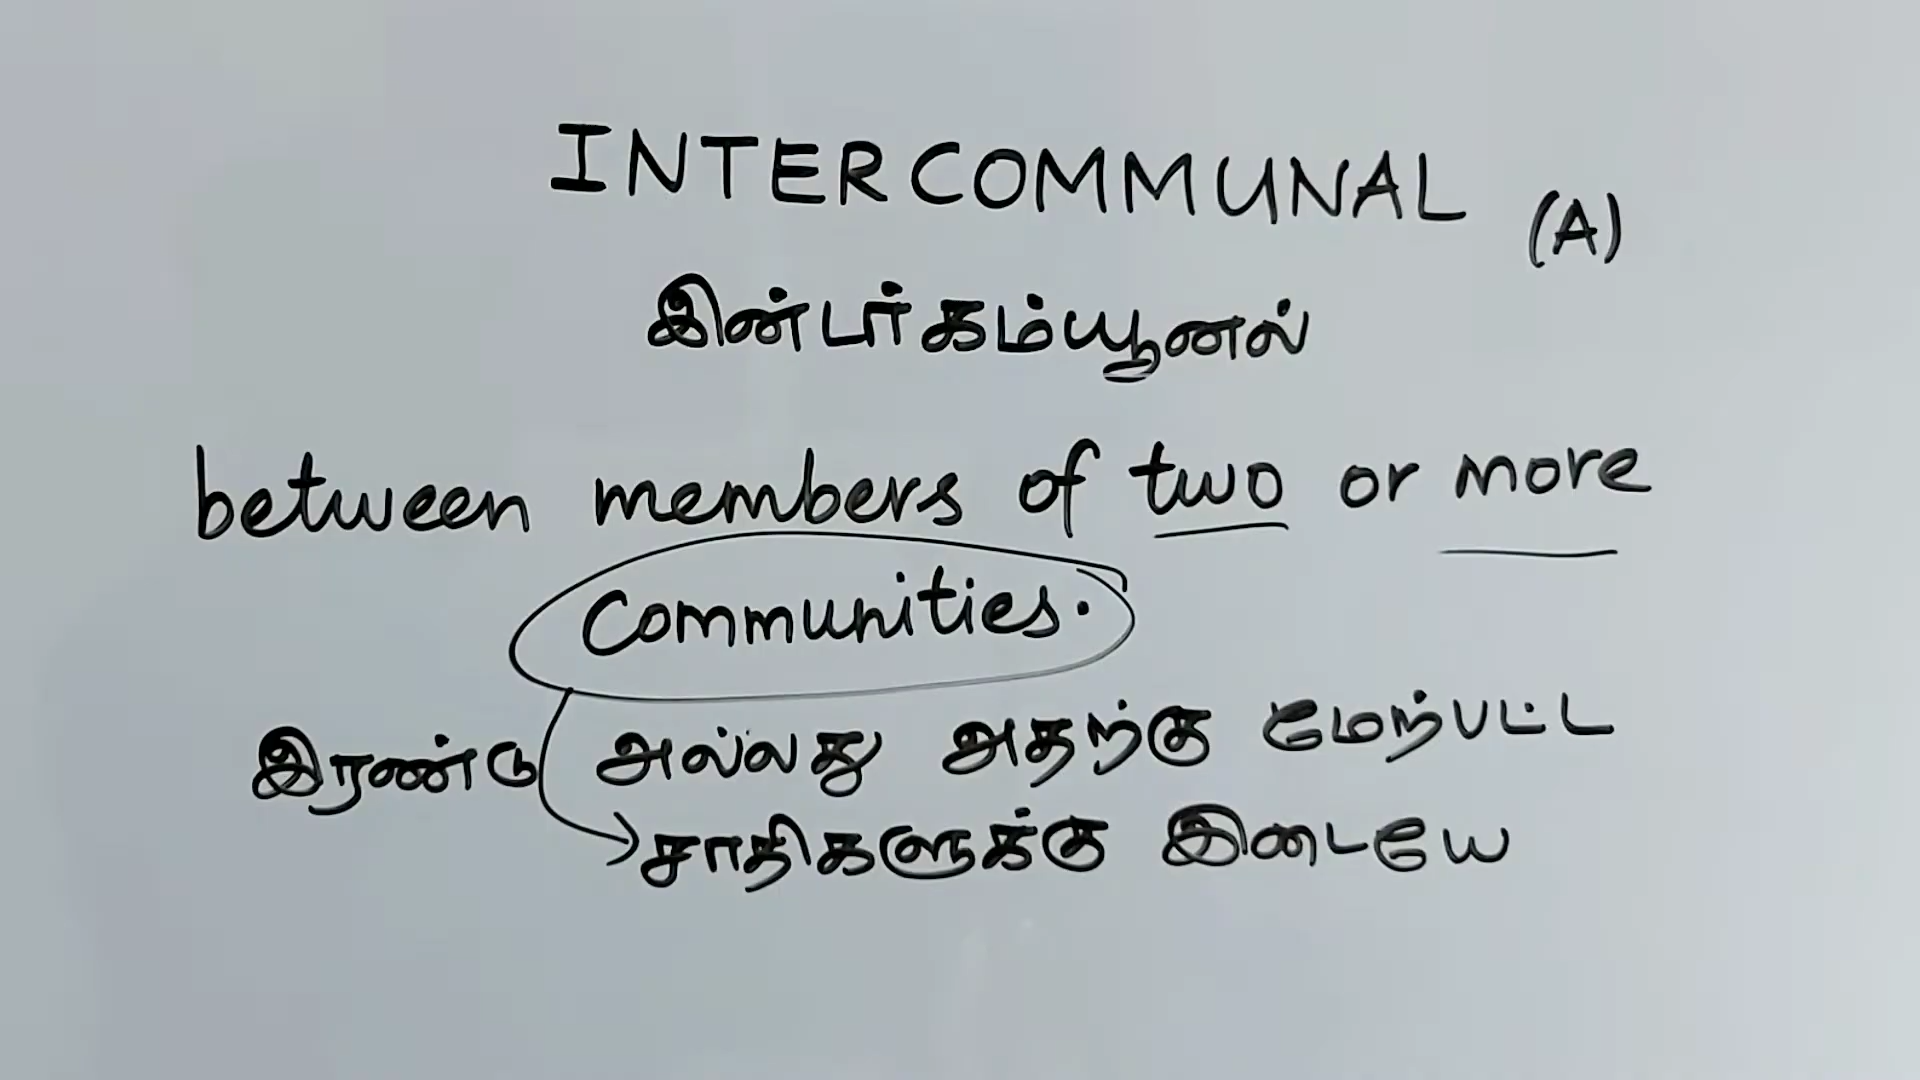 INTERCOMMUNAL (A)
இன்டர்கம்யூனல்
between members of two or more
Communities.
இரண்டு அல்லது அதற்கு மேற்பட்ட
சாதிகளுக்கு இடையே